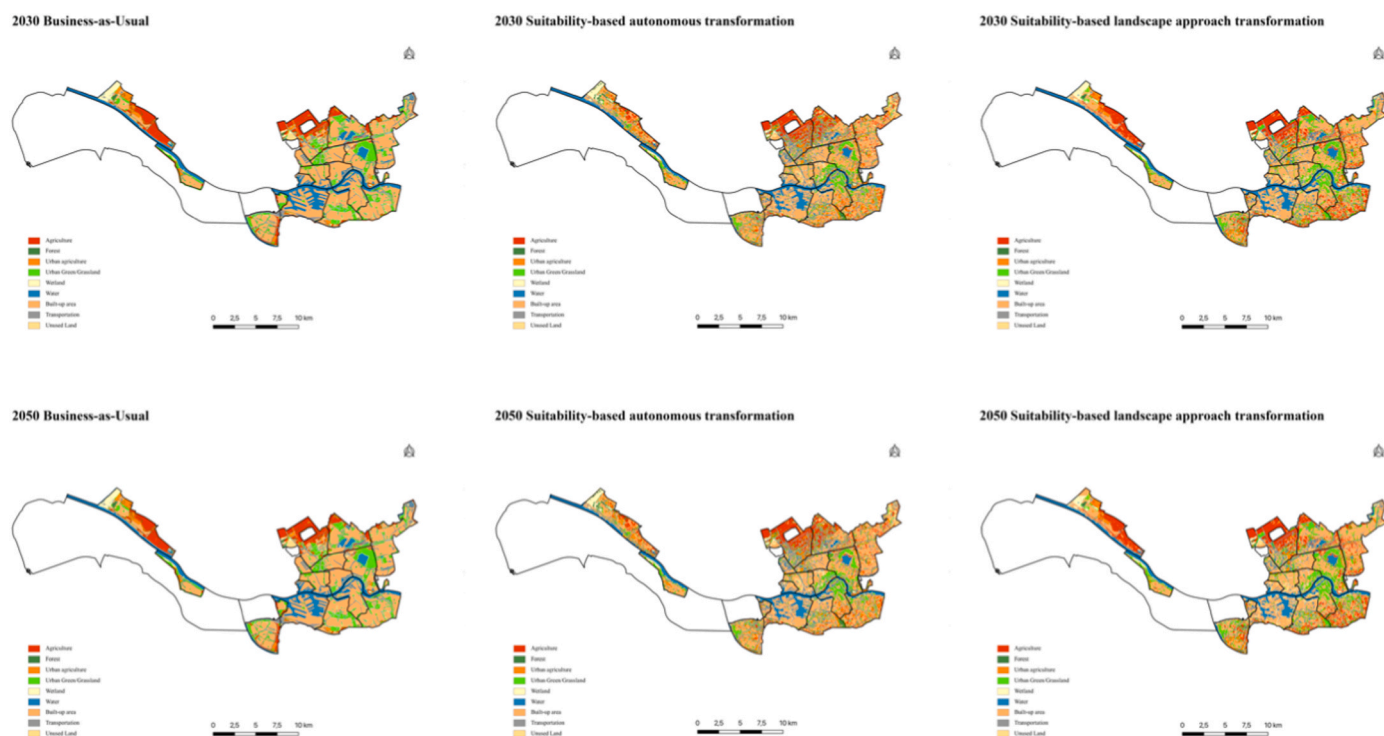 2030 Business-as-Usual
2030 Suitability-based autonomous transformation
2030 Suitability-based landscape approach transformation
Agriculture
Forest
Urban agriculture
Urban Green/Grassland
Wetland
Water
Built-up area
Transportation
Unused Land
0 2,5 5 7,5 10 km
Agriculture
Forest
Urban agriculture
Urban Green/Grassland
Wetland
Water
Built-up area
Transportation
Unused Land
0 2,5 5 7,5 10 km
Agriculture
Forest
Urban agriculture
Urban Green/Grassland
Wetland
Water
Built-up area
Transportation
Unused Land
0 2,5 5 7,5 10 km
2050 Business-as-Usual
2050 Suitability-based autonomous transformation
2050 Suitability-based landscape approach transformation
Agriculture
Forest
Urban agriculture
Urban Green/Grassland
Wetland
Water
Built-up area
Transportation
Unused Land
0 2,5 5 7,5 10 km
Agriculture
Forest
Urban agriculture
Urban Green/Grassland
Wetland
Water
Built-up area
Transportation
Unused Land
0 2,5 5 7,5 10 km
Agriculture
Forest
Urban agriculture
Urban Green/Grassland
Wetland
Water
Built-up area
Transportation
Unused Land
0 2,5 5 7,5 10 km